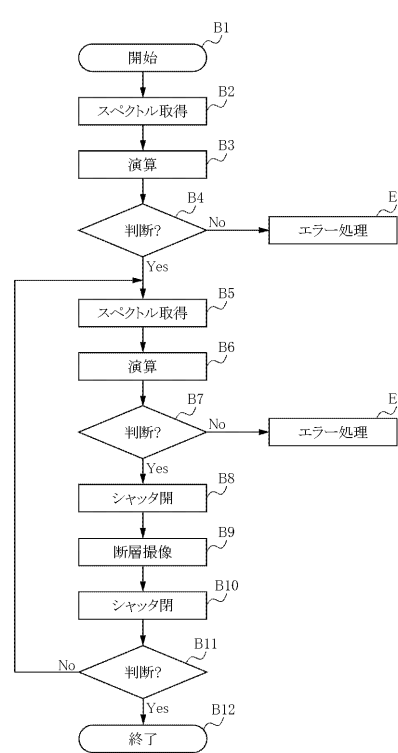 B1
開始
B2
スペクトル取得
B3
演算
B4
判断?
No
E
エラー処理
Yes
B5
スペクトル取得
B6
演算
B7
判断?
No
E
エラー処理
Yes
B8
シャッタ開
B9
断層撮像
B10
シャッタ閉
B11
No
判断?
Yes
B12
終了